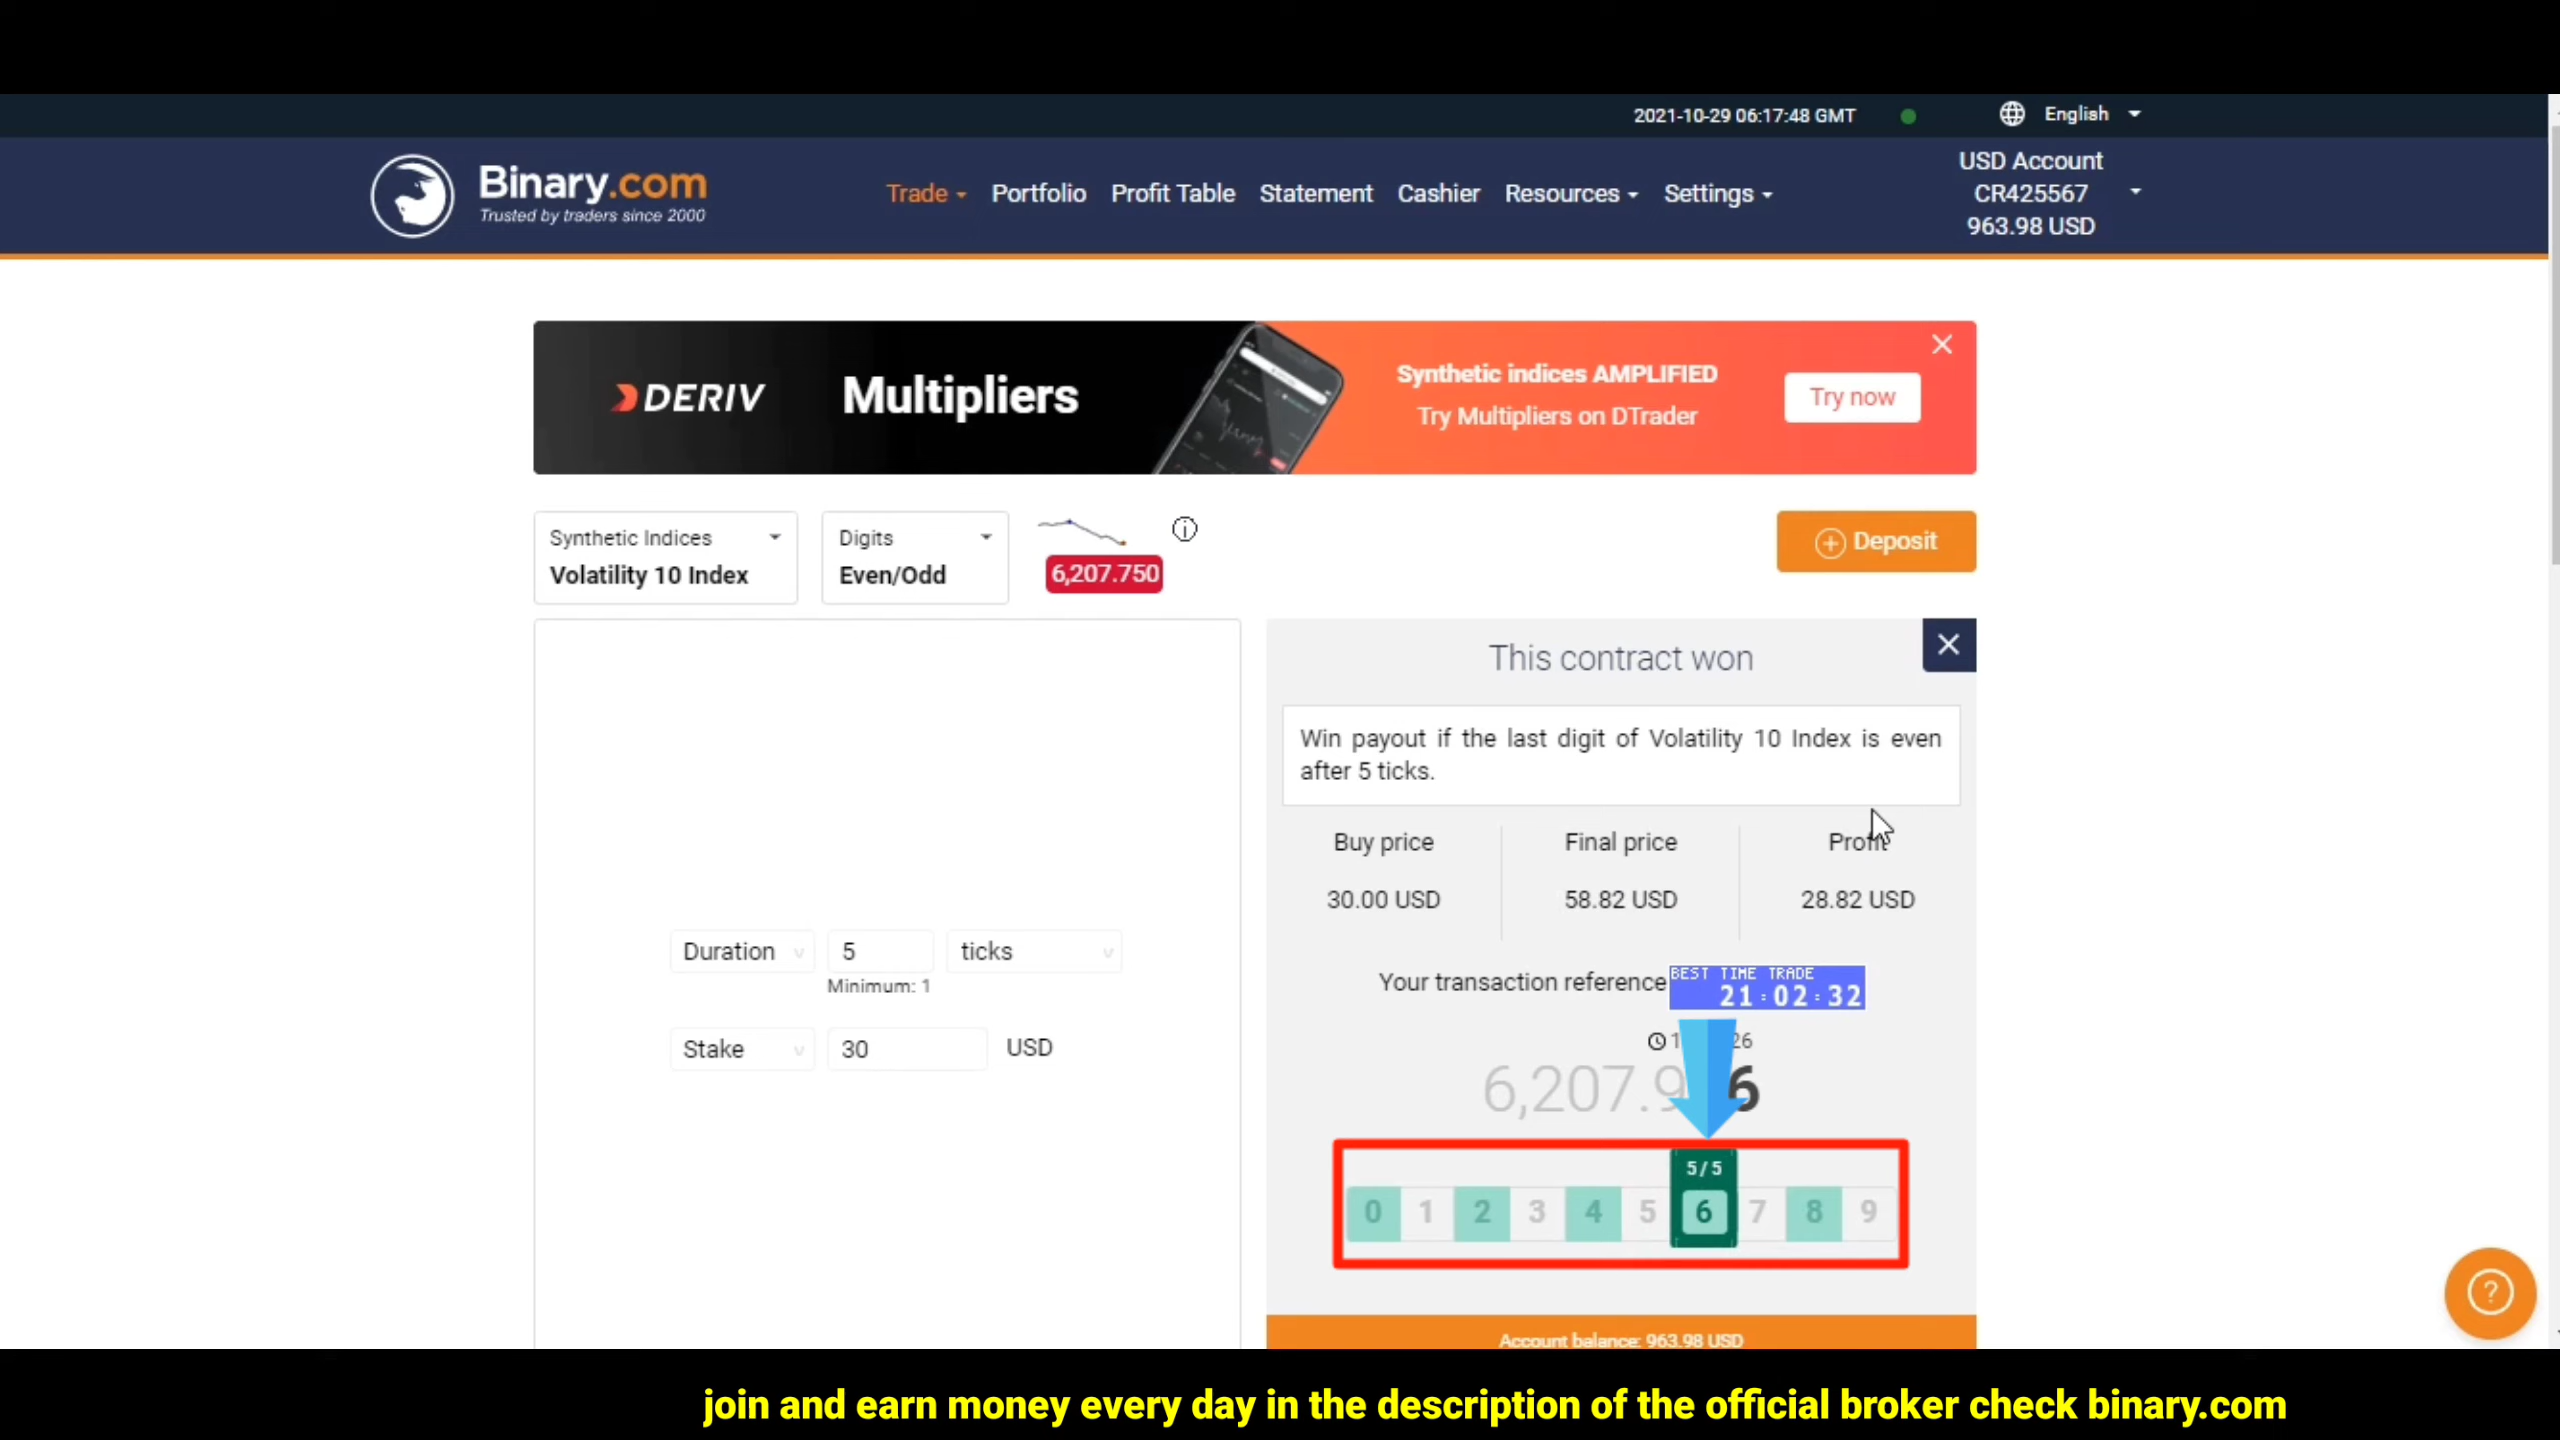 2021-10-29 06:17:48 GMT
English
Binary.com
Trusted by traders since 2000
Trade
Portfolio
Profit Table
Statement
Cashier
Resources
Settings
USD Account
CR425567
963.98 USD
DERIV
Multipliers
Synthetic indices AMPLIFIED
Try Multipliers on DTrader
Try now
Synthetic Indices
Volatility 10 Index
Digits
Even/Odd
6,207.750
Deposit
This contract won
Win payout if the last digit of Volatility 10 Index is even
after 5 ticks.
Buy price
30.00 USD
Final price
58.82 USD
Profit
28.82 USD
Duration 5 ticks
Minimum: 1
Stake 30 USD
Your transaction reference
BEST TIME TRADE
21:02:32
5/5
0 1 2 3 4 5 6 7 8 9
Account balance: 963.98 USD
join and earn money every day in the description of the official broker check binary.com